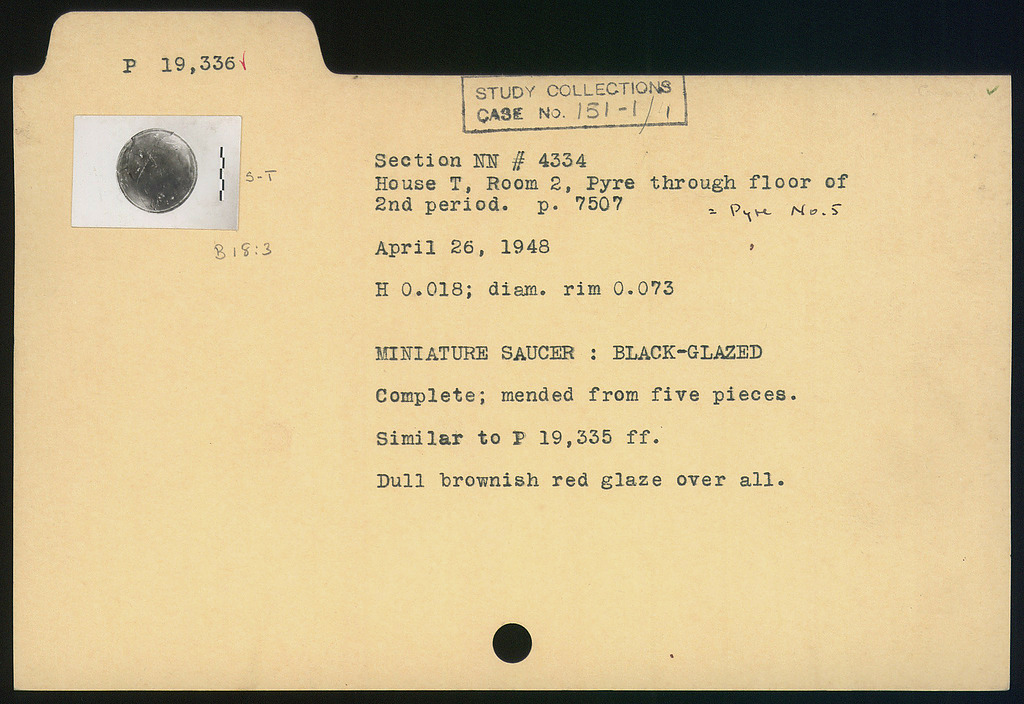 P 19,336
STUDY COLLECTIONS
CASE No. 151-1/1
Section NN # 4334
House T, Room 2, Pyre through floor of
2nd period. p. 7507 = Pyre No. 5
S-T
B 18:3
April 26, 1948
H 0.018; diam. rim 0.073
MINIATURE SAUCER : BLACK-GLAZED
Complete; mended from five pieces.
Similar to P 19,335 ff.
Dull brownish red glaze over all.